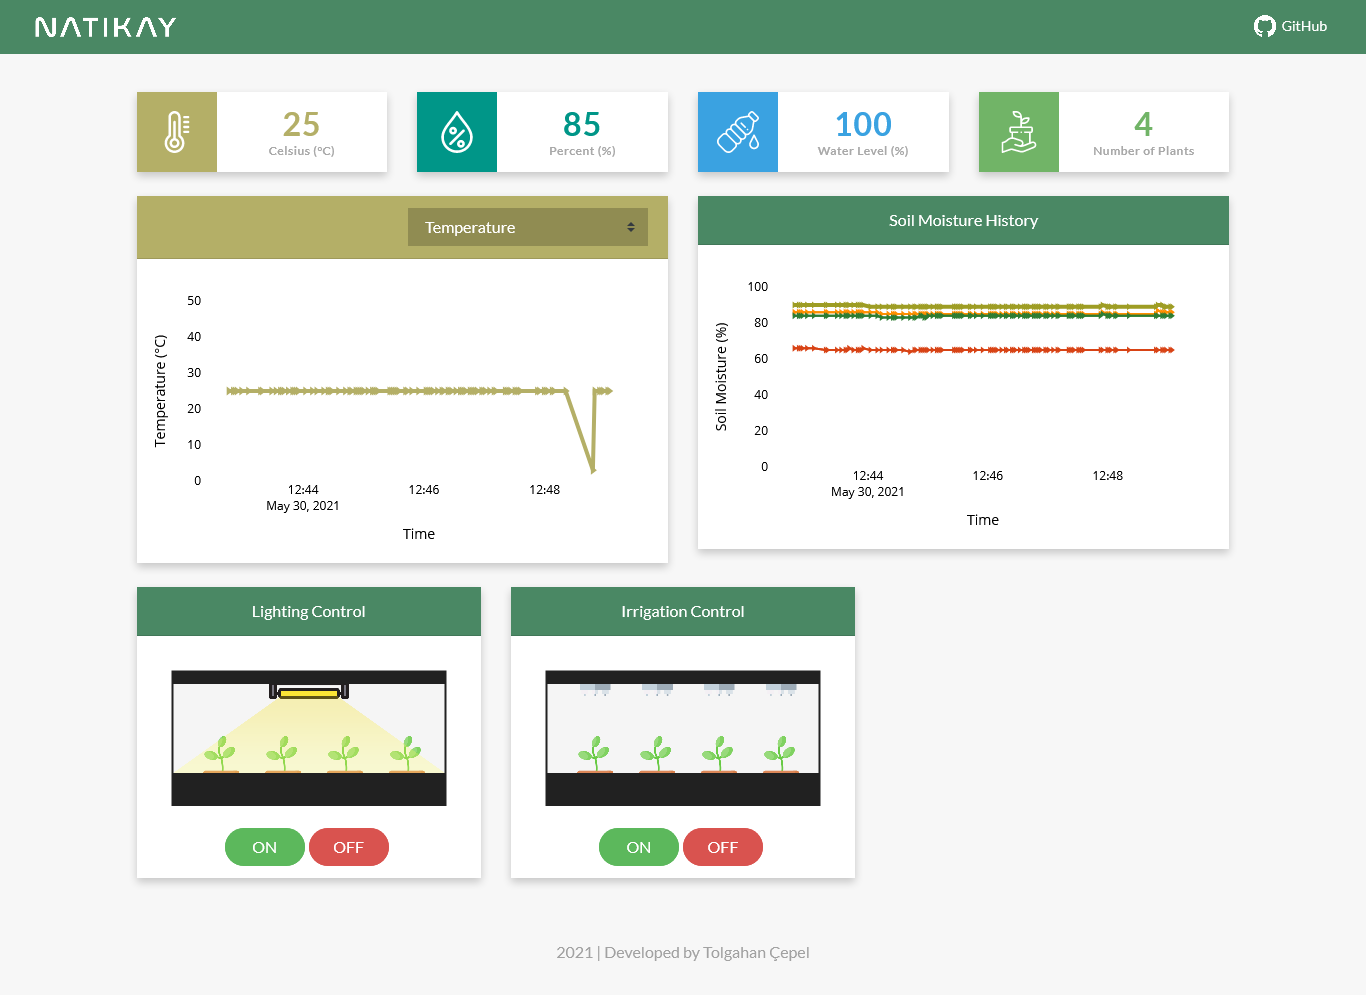 NATIKAY
GitHub
25
Celsius (°C)
85
Percent (%)
100
Water Level (%)
4
Number of Plants
Temperature
Temperature (°C)
50
40
30
20
10
0
12:44
12:46
12:48
May 30, 2021
Time
Soil Moisture History
Soil Moisture (%)
100
80
60
40
20
0
12:44
12:46
12:48
May 30, 2021
Time
Lighting Control
ON
OFF
Irrigation Control
ON
OFF
2021 | Developed by Tolgahan Çepel